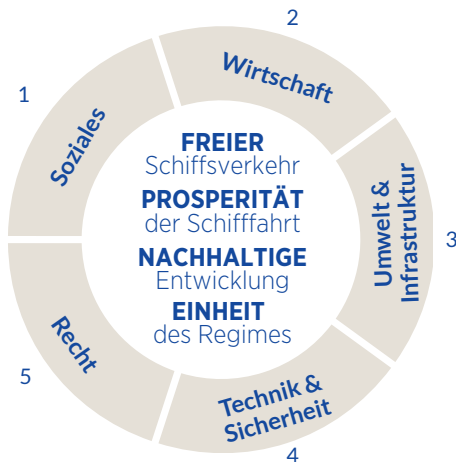 1
Soziales
2
Wirtschaft
3
Umwelt &
Infrastruktur
4
Technik &
Sicherheit
5
Recht
FREIER
Schiffsverkehr
PROSPERITÄT
der Schifffahrt
NACHHALTIGE
Entwicklung
EINHEIT
des Regimes